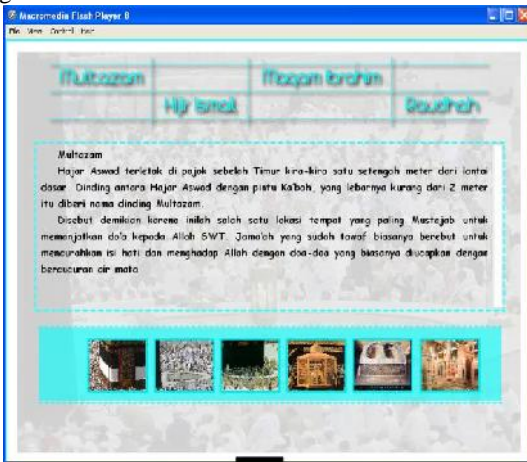 Macromedia Flash Player 8
File View Control Help
Multazam Maqam Ibrahim
Hijr Ismail Raudhah
Multazam
Hajar Aswad terletak di pojok sebelah Timur kira-kira satu setengah meter dari lantai
dasar. Dinding antara Hajar Aswad dengan pintu Ka'bah, yang lebarnya kurang dari 2 meter
itu diberi nama dinding Multazam.
Disebut demikian karena inilah salah satu lokasi tempat yang paling Mustajab untuk
memanjatkan do'a kepada Allah SWT. Jama'ah yang sudah tawaf biasanya berebut untuk
mencurahkan isi hati dan menghadap Allah dengan doa-doa yang biasanya diucapkan dengan
bercucuran air mata